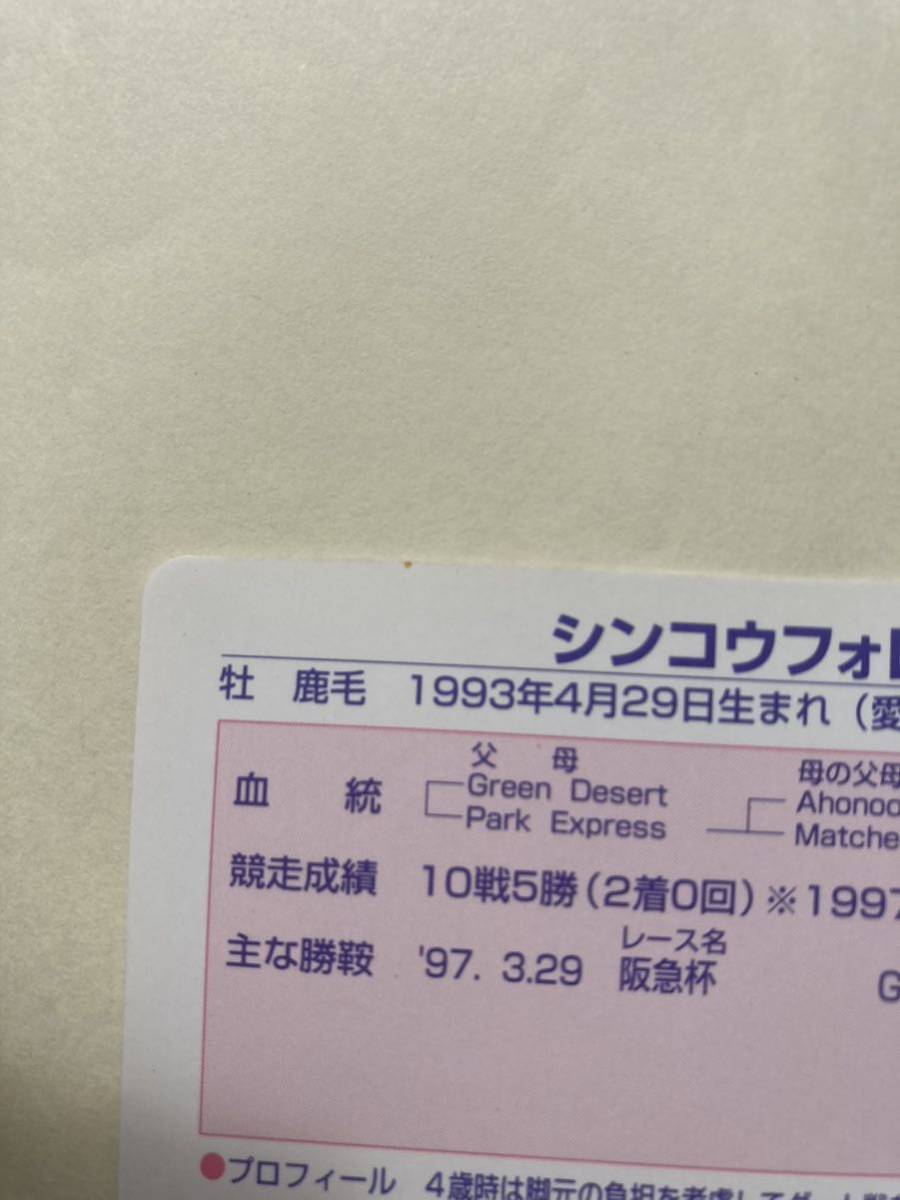 シンコウフォ
牡 鹿毛 1993年4月29日生まれ（愛
父 母
母の父母
血 統
Green Desert
Ahonoo
Park Express
Matche
競走成績 10戦5勝（2着0回）※1997
レース名
主な勝鞍 '97. 3.29 阪急杯 G
●プロフィール 4歳時は脚元の負担を考慮してダ